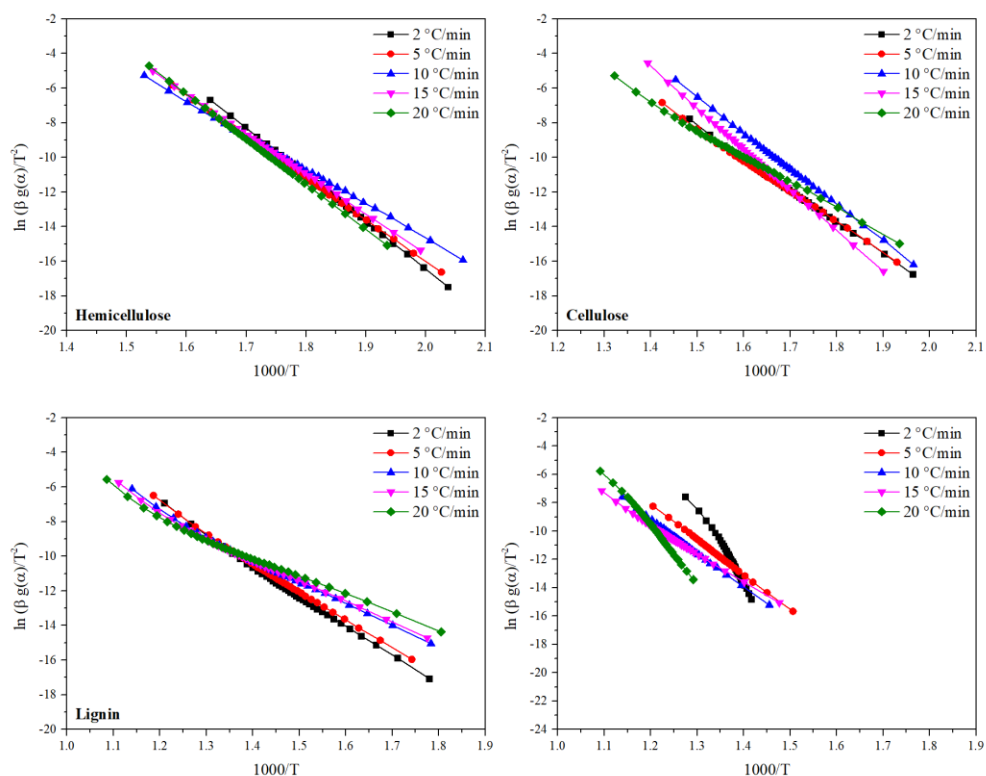 -2
-4
-6
-8
-10
-12
-14
-16
-18
-20
ln (β g(α)/T²)
2 °C/min
5 °C/min
10 °C/min
15 °C/min
20 °C/min
Hemicellulose
1.4 1.5 1.6 1.7 1.8 1.9 2.0 2.1
1000/T
-2
-4
-6
-8
-10
-12
-14
-16
-18
-20
ln (β g(α)/T²)
2 °C/min
5 °C/min
10 °C/min
15 °C/min
20 °C/min
Cellulose
1.2 1.3 1.4 1.5 1.6 1.7 1.8 1.9 2.0 2.1
1000/T
-2
-4
-6
-8
-10
-12
-14
-16
-18
-20
ln (β g(α)/T²)
2 °C/min
5 °C/min
10 °C/min
15 °C/min
20 °C/min
Lignin
1.0 1.1 1.2 1.3 1.4 1.5 1.6 1.7 1.8 1.9
1000/T
-2
-4
-6
-8
-10
-12
-14
-16
-18
-20
-22
-24
ln (β g(α)/T²)
2 °C/min
5 °C/min
10 °C/min
15 °C/min
20 °C/min
1.0 1.1 1.2 1.3 1.4 1.5 1.6 1.7 1.8 1.9
1000/T